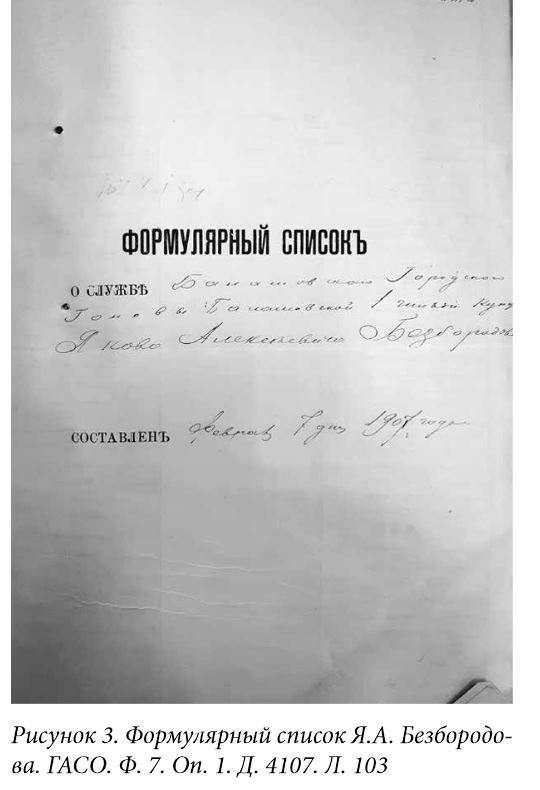 ФОРМУЛЯРНЫЙ СПИСОКЪ
О СЛУЖБѢ Балашовского Городского
Головы Балашовской 1 гильдии купца
Якова Алексеевича Безбородова
СОСТАВЛЕНЪ Февраля 7 дня 1907 года
Рисунок 3. Формулярный список Я.А. Безбородо-
ва. ГАСО. Ф. 7. Оп. 1. Д. 4107. Л. 103